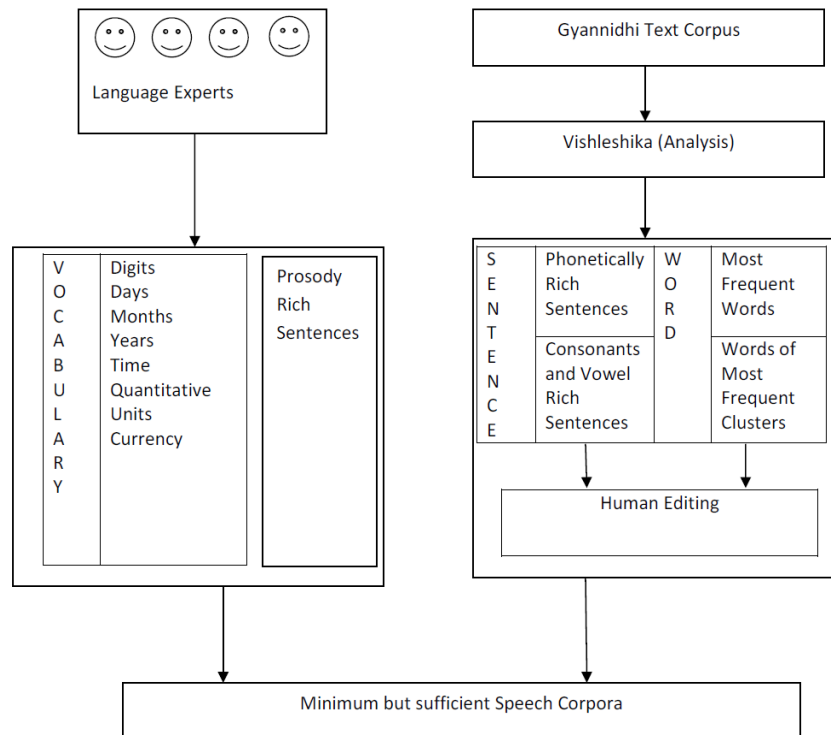 Language Experts
Gyannidhi Text Corpus
Vishleshika (Analysis)
V
O
C
A
B
U
L
A
R
Y
Digits
Days
Months
Years
Time
Quantitative
Units
Currency
Prosody
Rich
Sentences
S
E
N
T
E
N
C
E
Phonetically
Rich
Sentences
Consonants
and Vowel
Rich
Sentences
W
O
R
D
Most
Frequent
Words
Words of
Most
Frequent
Clusters
Human Editing
Minimum but sufficient Speech Corpora